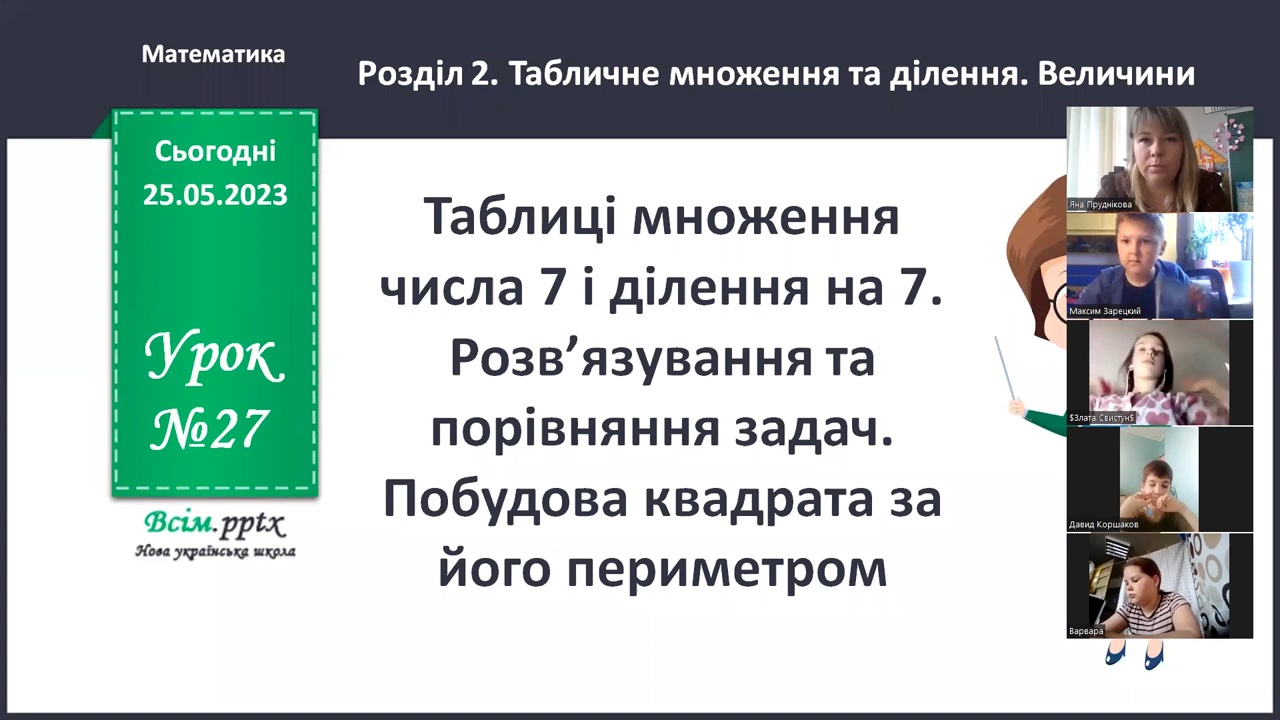 Математика
Розділ 2. Табличне множення та ділення. Величини
Сьогодні
25.05.2023
Урок
№27
Всім.pptx
Нова українська школа
Таблиці множення
числа 7 і ділення на 7.
Розв’язування та
порівняння задач.
Побудова квадрата за
його периметром
Яна Пруднікова
Максим Зарецкий
$Злата Свистун$
Давид Коршаков
Варвара